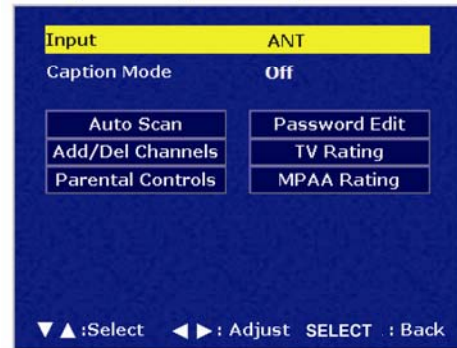 Input ANT
Caption Mode Off
Auto Scan Password Edit
Add/Del Channels TV Rating
Parental Controls MPAA Rating
▼▲:Select ◀▶: Adjust SELECT : Back